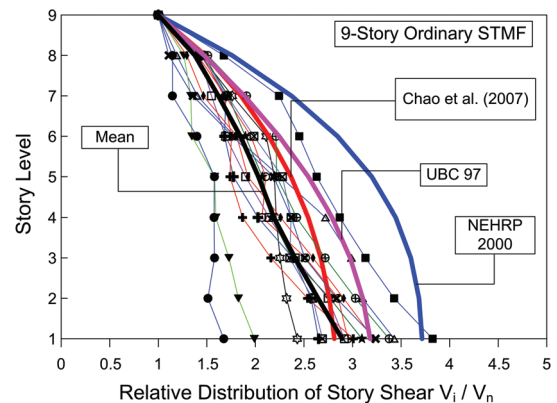 9
8
7
6
5
4
3
2
1
Story Level
9-Story Ordinary STMF
Chao et al. (2007)
Mean
UBC 97
NEHRP
2000
0 0.5 1 1.5 2 2.5 3 3.5 4 4.5 5
Relative Distribution of Story Shear Vi / Vn